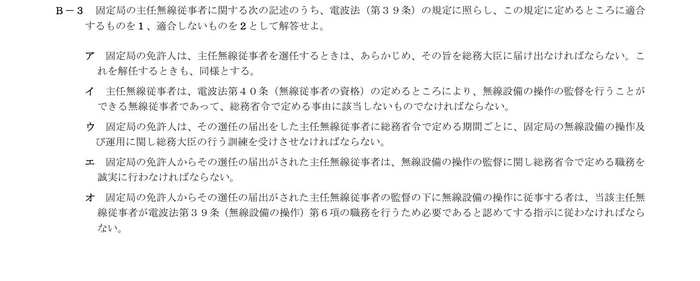 Ｂ－３　固定局の主任無線従事者に関する次の記述のうち、電波法（第３９条）の規定に照らし、この規定に定めるところに適合
するものを１、適合しないものを２として解答せよ。
ア　固定局の免許人は、主任無線従事者を選任するときは、あらかじめ、その旨を総務大臣に届け出なければならない。こ
れを解任するときも、同様とする。
イ　主任無線従事者は、電波法第４０条（無線従事者の資格）の定めるところにより、無線設備の操作の監督を行うことが
できる無線従事者であって、総務省令で定める事由に該当しないものでなければならない。
ウ　固定局の免許人は、その選任の届出をした主任無線従事者に総務省令で定める期間ごとに、固定局の無線設備の操作及
び運用に関し総務大臣の行う訓練を受けさせなければならない。
エ　固定局の免許人からその選任の届出がされた主任無線従事者は、無線設備の操作の監督に関し総務省令で定める職務を
誠実に行わなければならない。
オ　固定局の免許人からその選任の届出がされた主任無線従事者の監督の下に無線設備の操作に従事する者は、当該主任無
線従事者が電波法第３９条（無線設備の操作）第６項の職務を行うため必要であると認めてする指示に従わなければなら
ない。